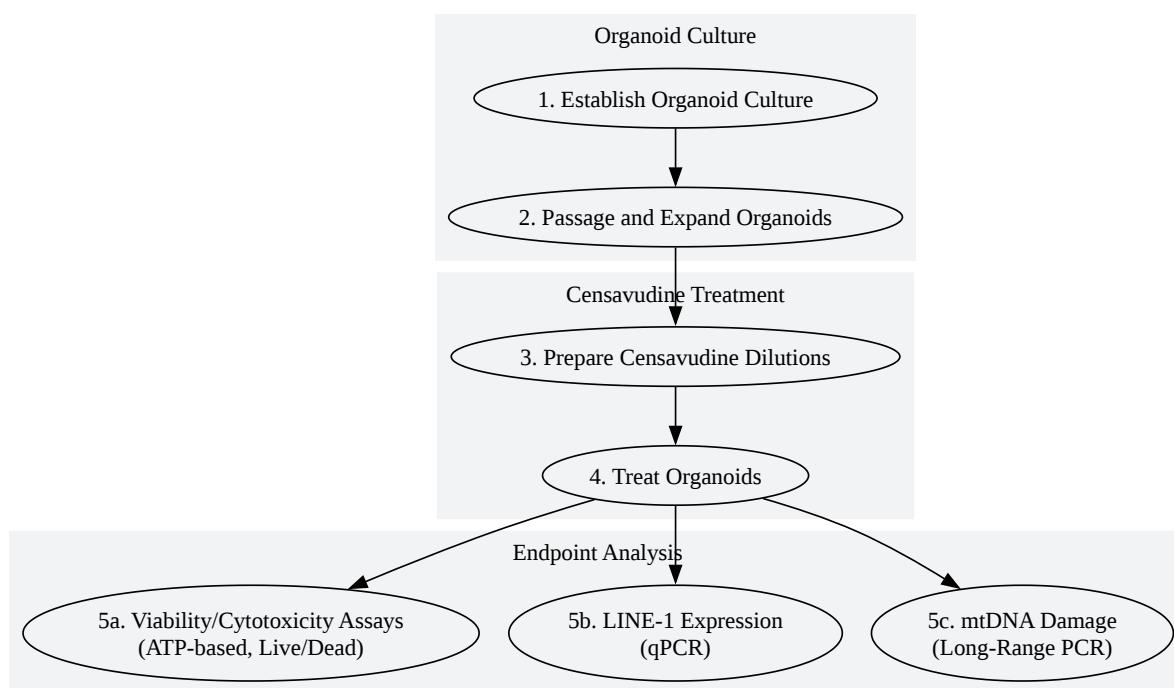 Organoid Culture
1. Establish Organoid Culture
2. Passage and Expand Organoids
Censavudine Treatment
3. Prepare Censavudine Dilutions
4. Treat Organoids
Endpoint Analysis
5a. Viability/Cytotoxicity Assays
(ATP-based, Live/Dead)
5b. LINE-1 Expression
(qPCR)
5c. mtDNA Damage
(Long-Range PCR)